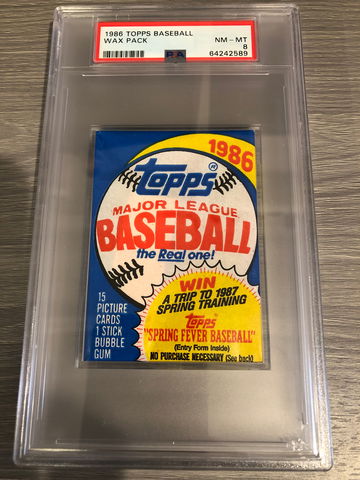 1986 TOPPS BASEBALL
WAX PACK
NM - MT
8
PSA
64242589
1986
topps®
MAJOR LEAGUE
BASEBALL
the Real one!
15
PICTURE
CARDS
1 STICK
BUBBLE
GUM
WIN
A TRIP TO 1987
SPRING TRAINING
Topps
"SPRING FEVER BASEBALL"
(Entry Form Inside)
NO PURCHASE NECESSARY (See back)